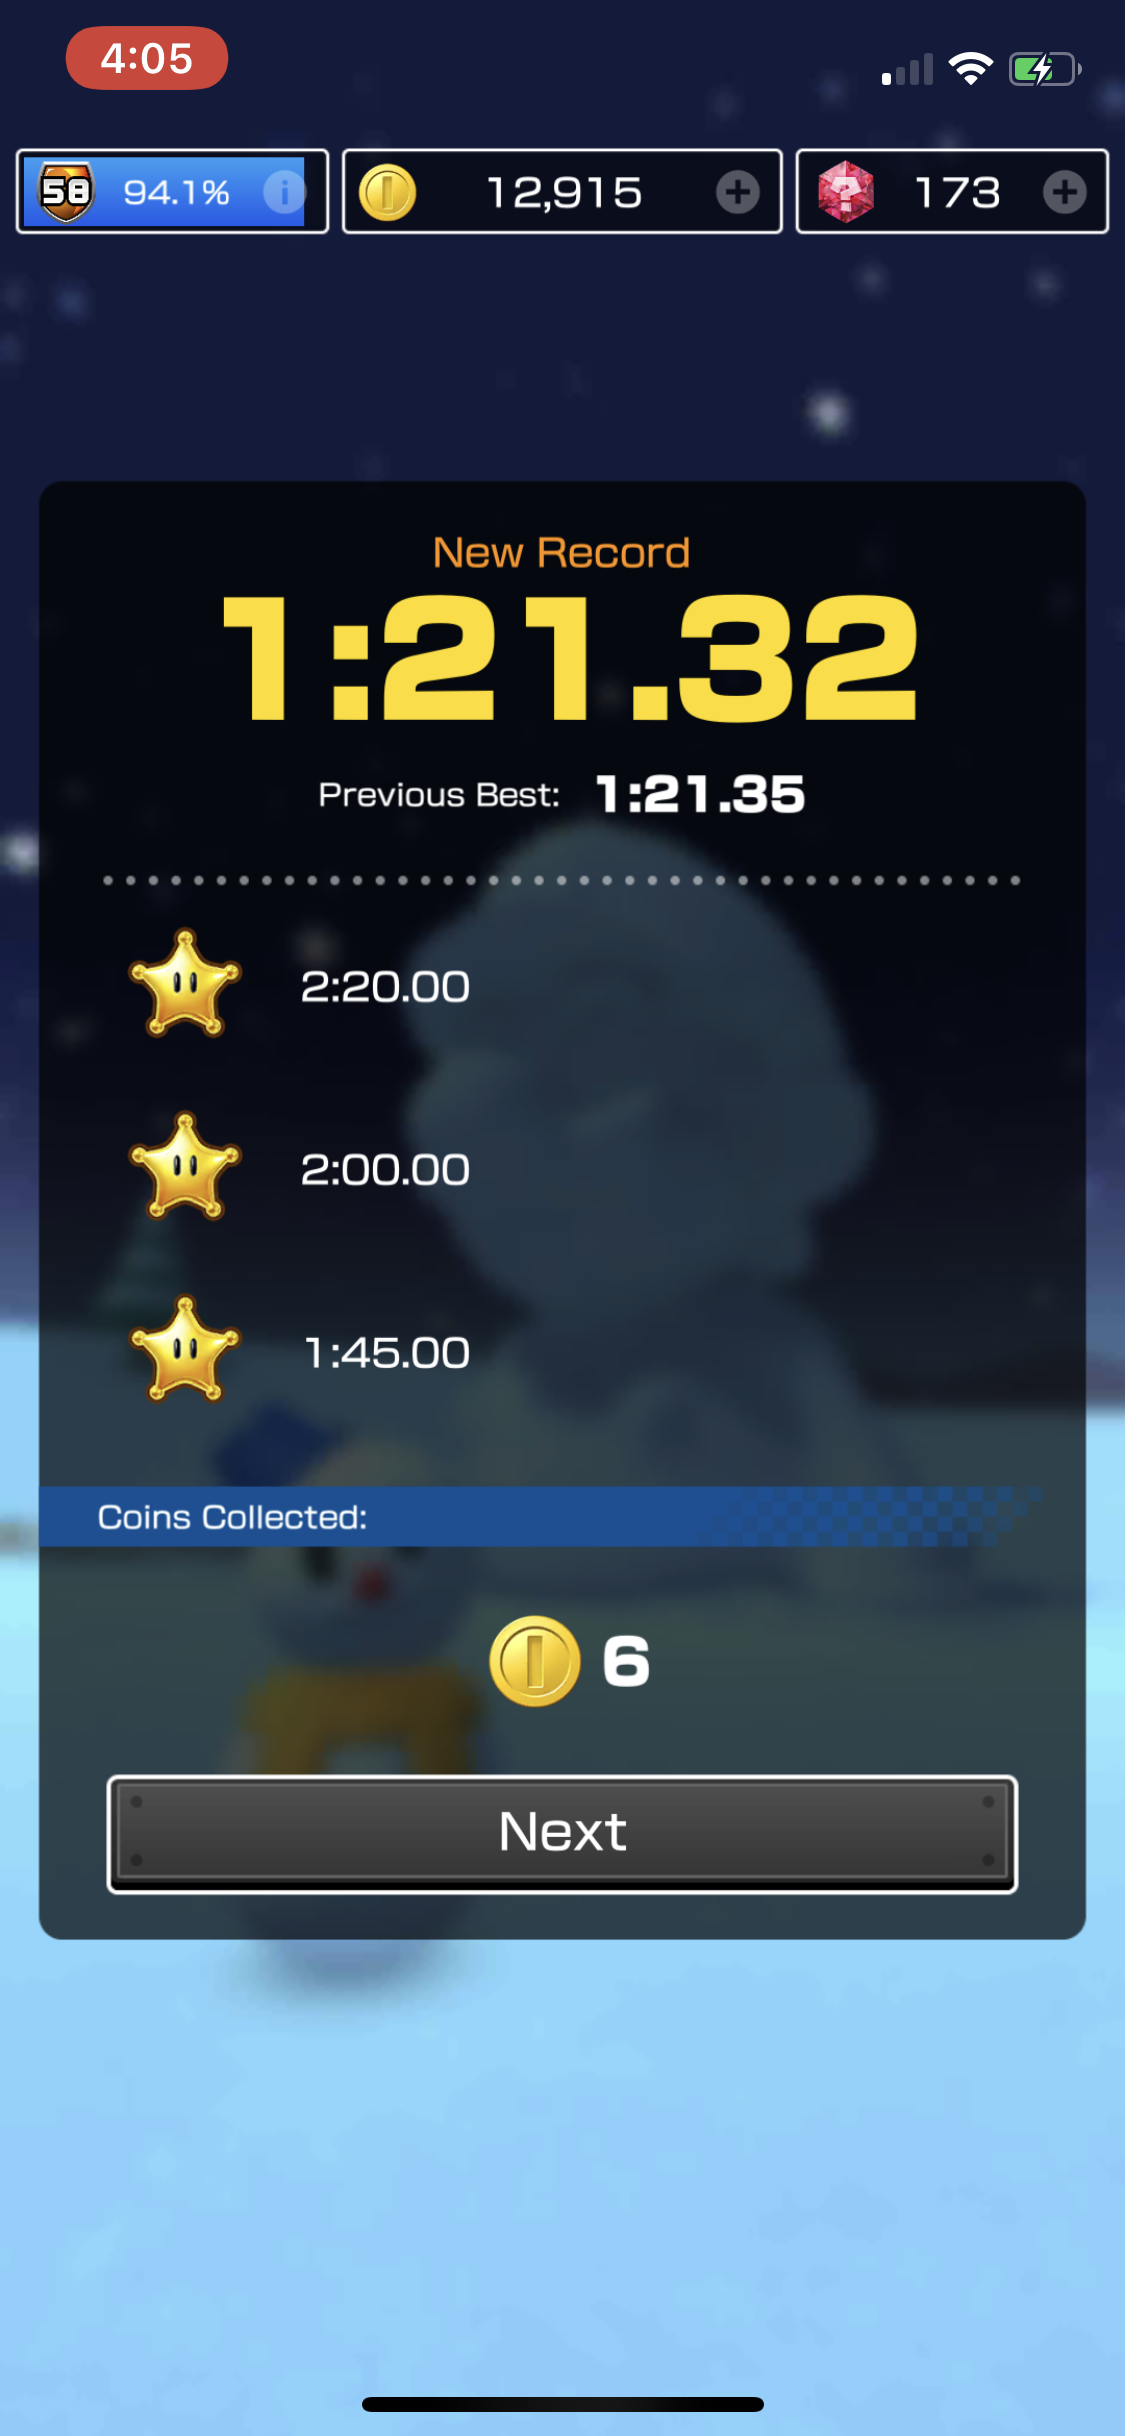 4:05
58 94.1% i 12,915 + ? 173 +
New Record
1:21.32
Previous Best: 1:21.35
2:20.00
2:00.00
1:45.00
Coins Collected:
6
Next